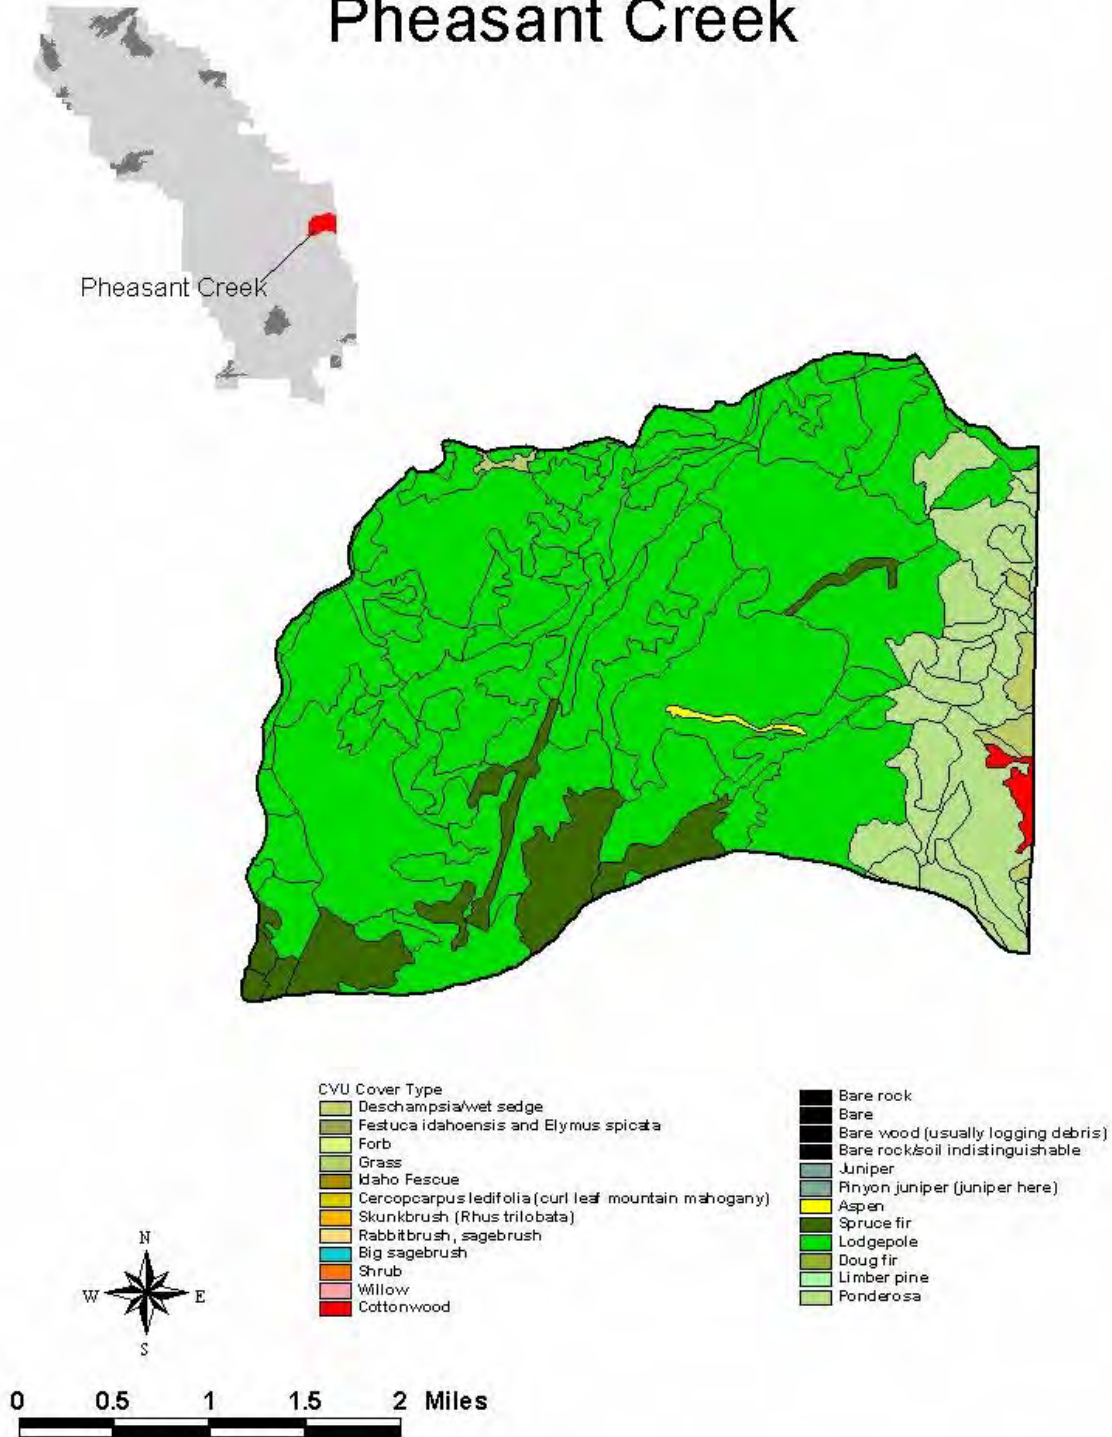 Pheasant Creek
Pheasant Creek
CVU Cover Type
Deschampsia/wet sedge
Festuca idahoensis and Elymus spicata
Forb
Grass
Idaho Fescue
Cercopcarpus ledifolia (curl leaf mountain mahogany)
Skunkbrush (Rhus trilobata)
Rabbitbrush, sagebrush
Big sagebrush
Shrub
Willow
Cottonwood
Bare rock
Bare
Bare wood (usually logging debris)
Bare rock/soil indistinguishable
Juniper
Pinyon juniper (juniper here)
Aspen
Spruce fir
Lodgepole
Doug fir
Limber pine
Ponderosa
N
W E
S
0 0.5 1 1.5 2 Miles